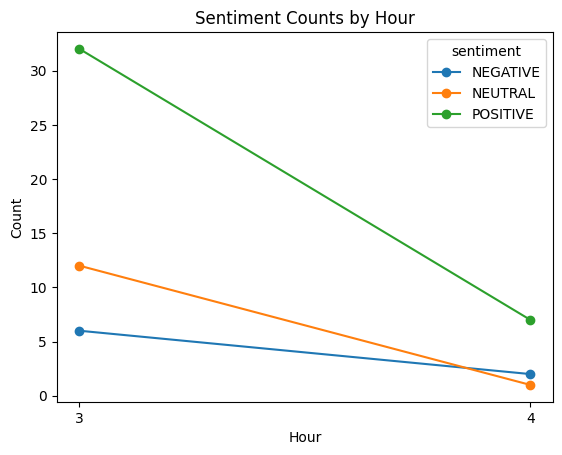 Sentiment Counts by Hour
sentiment
NEGATIVE
NEUTRAL
POSITIVE
30
25
20
15
10
5
0
Count
3
4
Hour